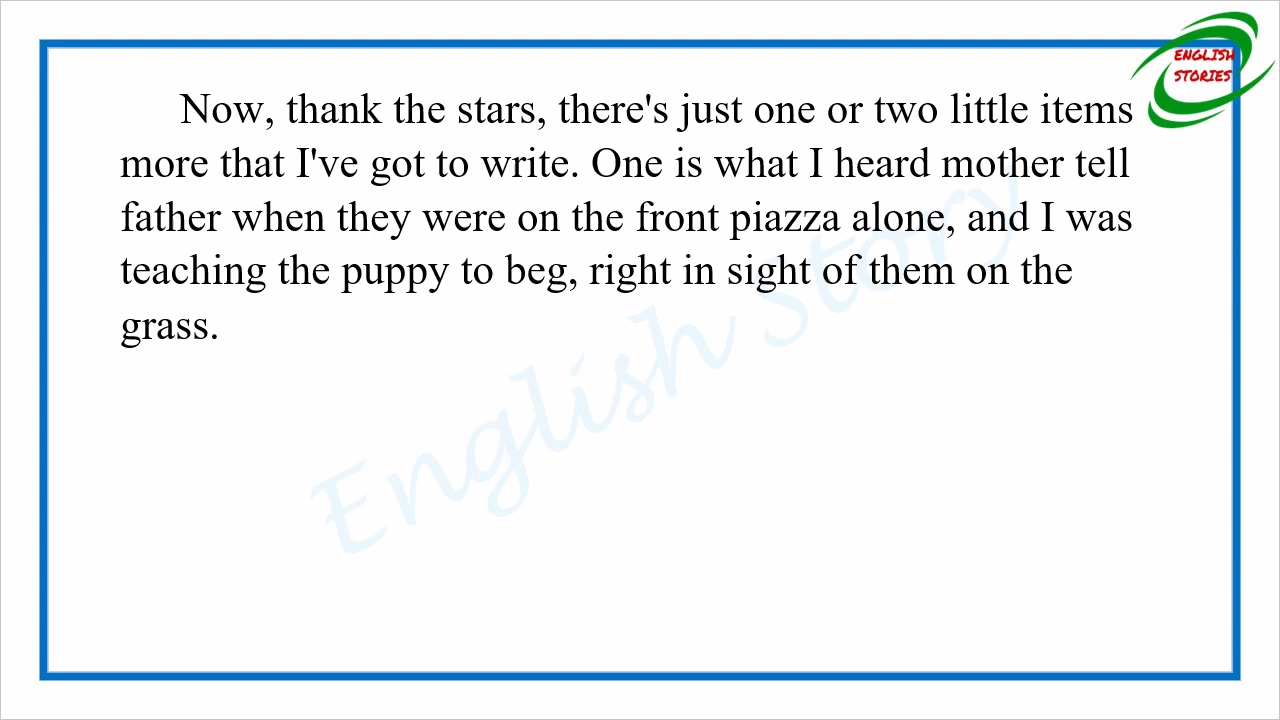 ENGLISH
STORIES
Now, thank the stars, there's just one or two little items
more that I've got to write. One is what I heard mother tell
father when they were on the front piazza alone, and I was
teaching the puppy to beg, right in sight of them on the
grass.
English Story